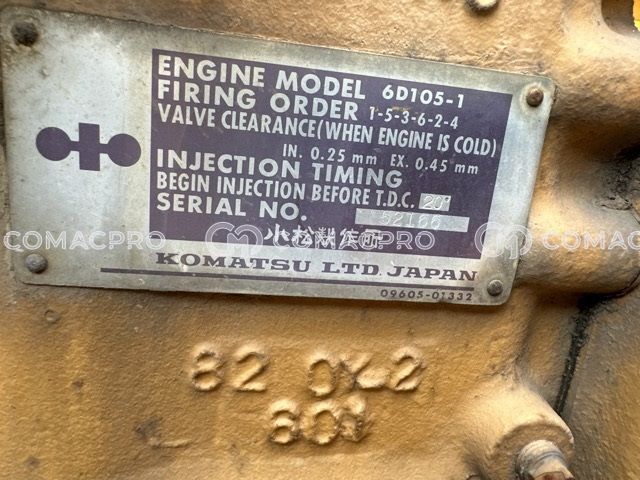 ENGINE MODEL 6D105-1
FIRING ORDER 1-5-3-6-2-4
VALVE CLEARANCE(WHEN ENGINE IS COLD)
IN. 0.25 mm EX. 0.45 mm
INJECTION TIMING
BEGIN INJECTION BEFORE T.D.C. 20°
SERIAL NO. 52166
COMACPRO COMACPRO COMACPRO
小松製作所
KOMATSU LTD. JAPAN
09605-01332
82